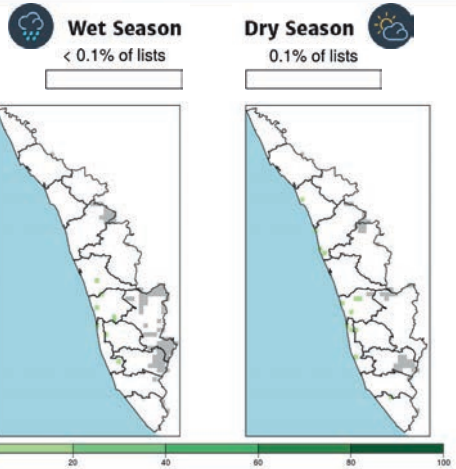 Wet Season
< 0.1% of lists
Dry Season
0.1% of lists
20 40 60 80 100